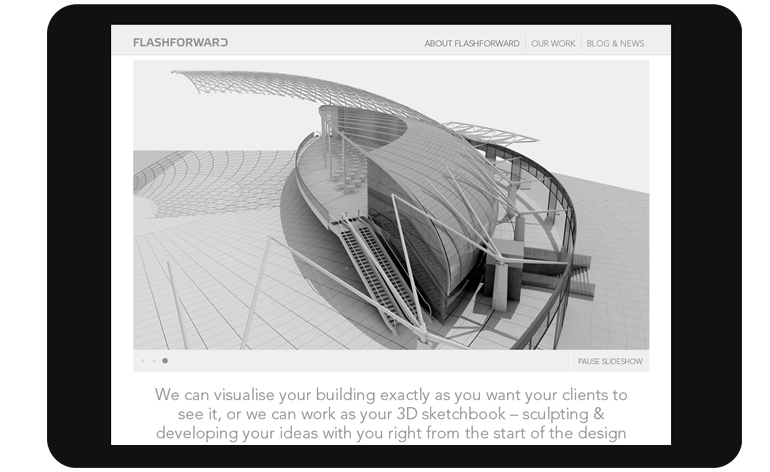 FLASHFORWARD
ABOUT FLASHFORWARD
OUR WORK
BLOG & NEWS
PAUSE SLIDESHOW
We can visualise your building exactly as you want your clients to
see it, or we can work as your 3D sketchbook – sculpting &
developing your ideas with you right from the start of the design